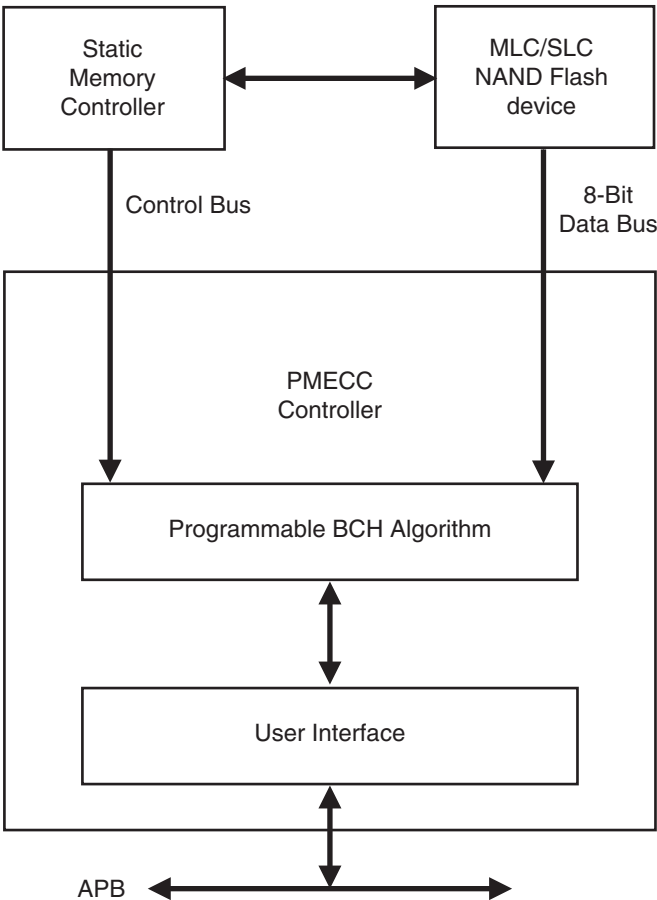 Static
Memory
Controller
MLC/SLC
NAND Flash
device
Control Bus
8-Bit
Data Bus
PMECC
Controller
Programmable BCH Algorithm
User Interface
APB